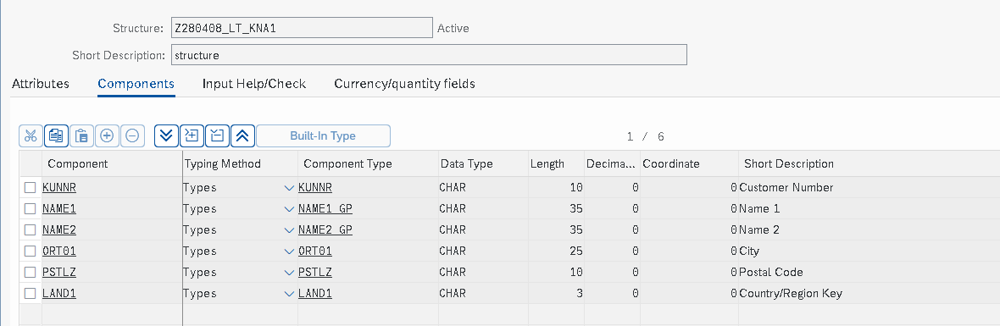 Structure: Z280408_LT_KNA1 Active
Short Description: structure
Attributes Components Input Help/Check Currency/quantity fields
Built-In Type 1 / 6
Component Typing Method Component Type Data Type Length Decima... Coordinate Short Description
KUNNR Types KUNNR CHAR 10 0 0 Customer Number
NAME1 Types NAME1_GP CHAR 35 0 0 Name 1
NAME2 Types NAME2_GP CHAR 35 0 0 Name 2
ORT01 Types ORT01 CHAR 25 0 0 City
PSTLZ Types PSTLZ CHAR 10 0 0 Postal Code
LAND1 Types LAND1 CHAR 3 0 0 Country/Region Key